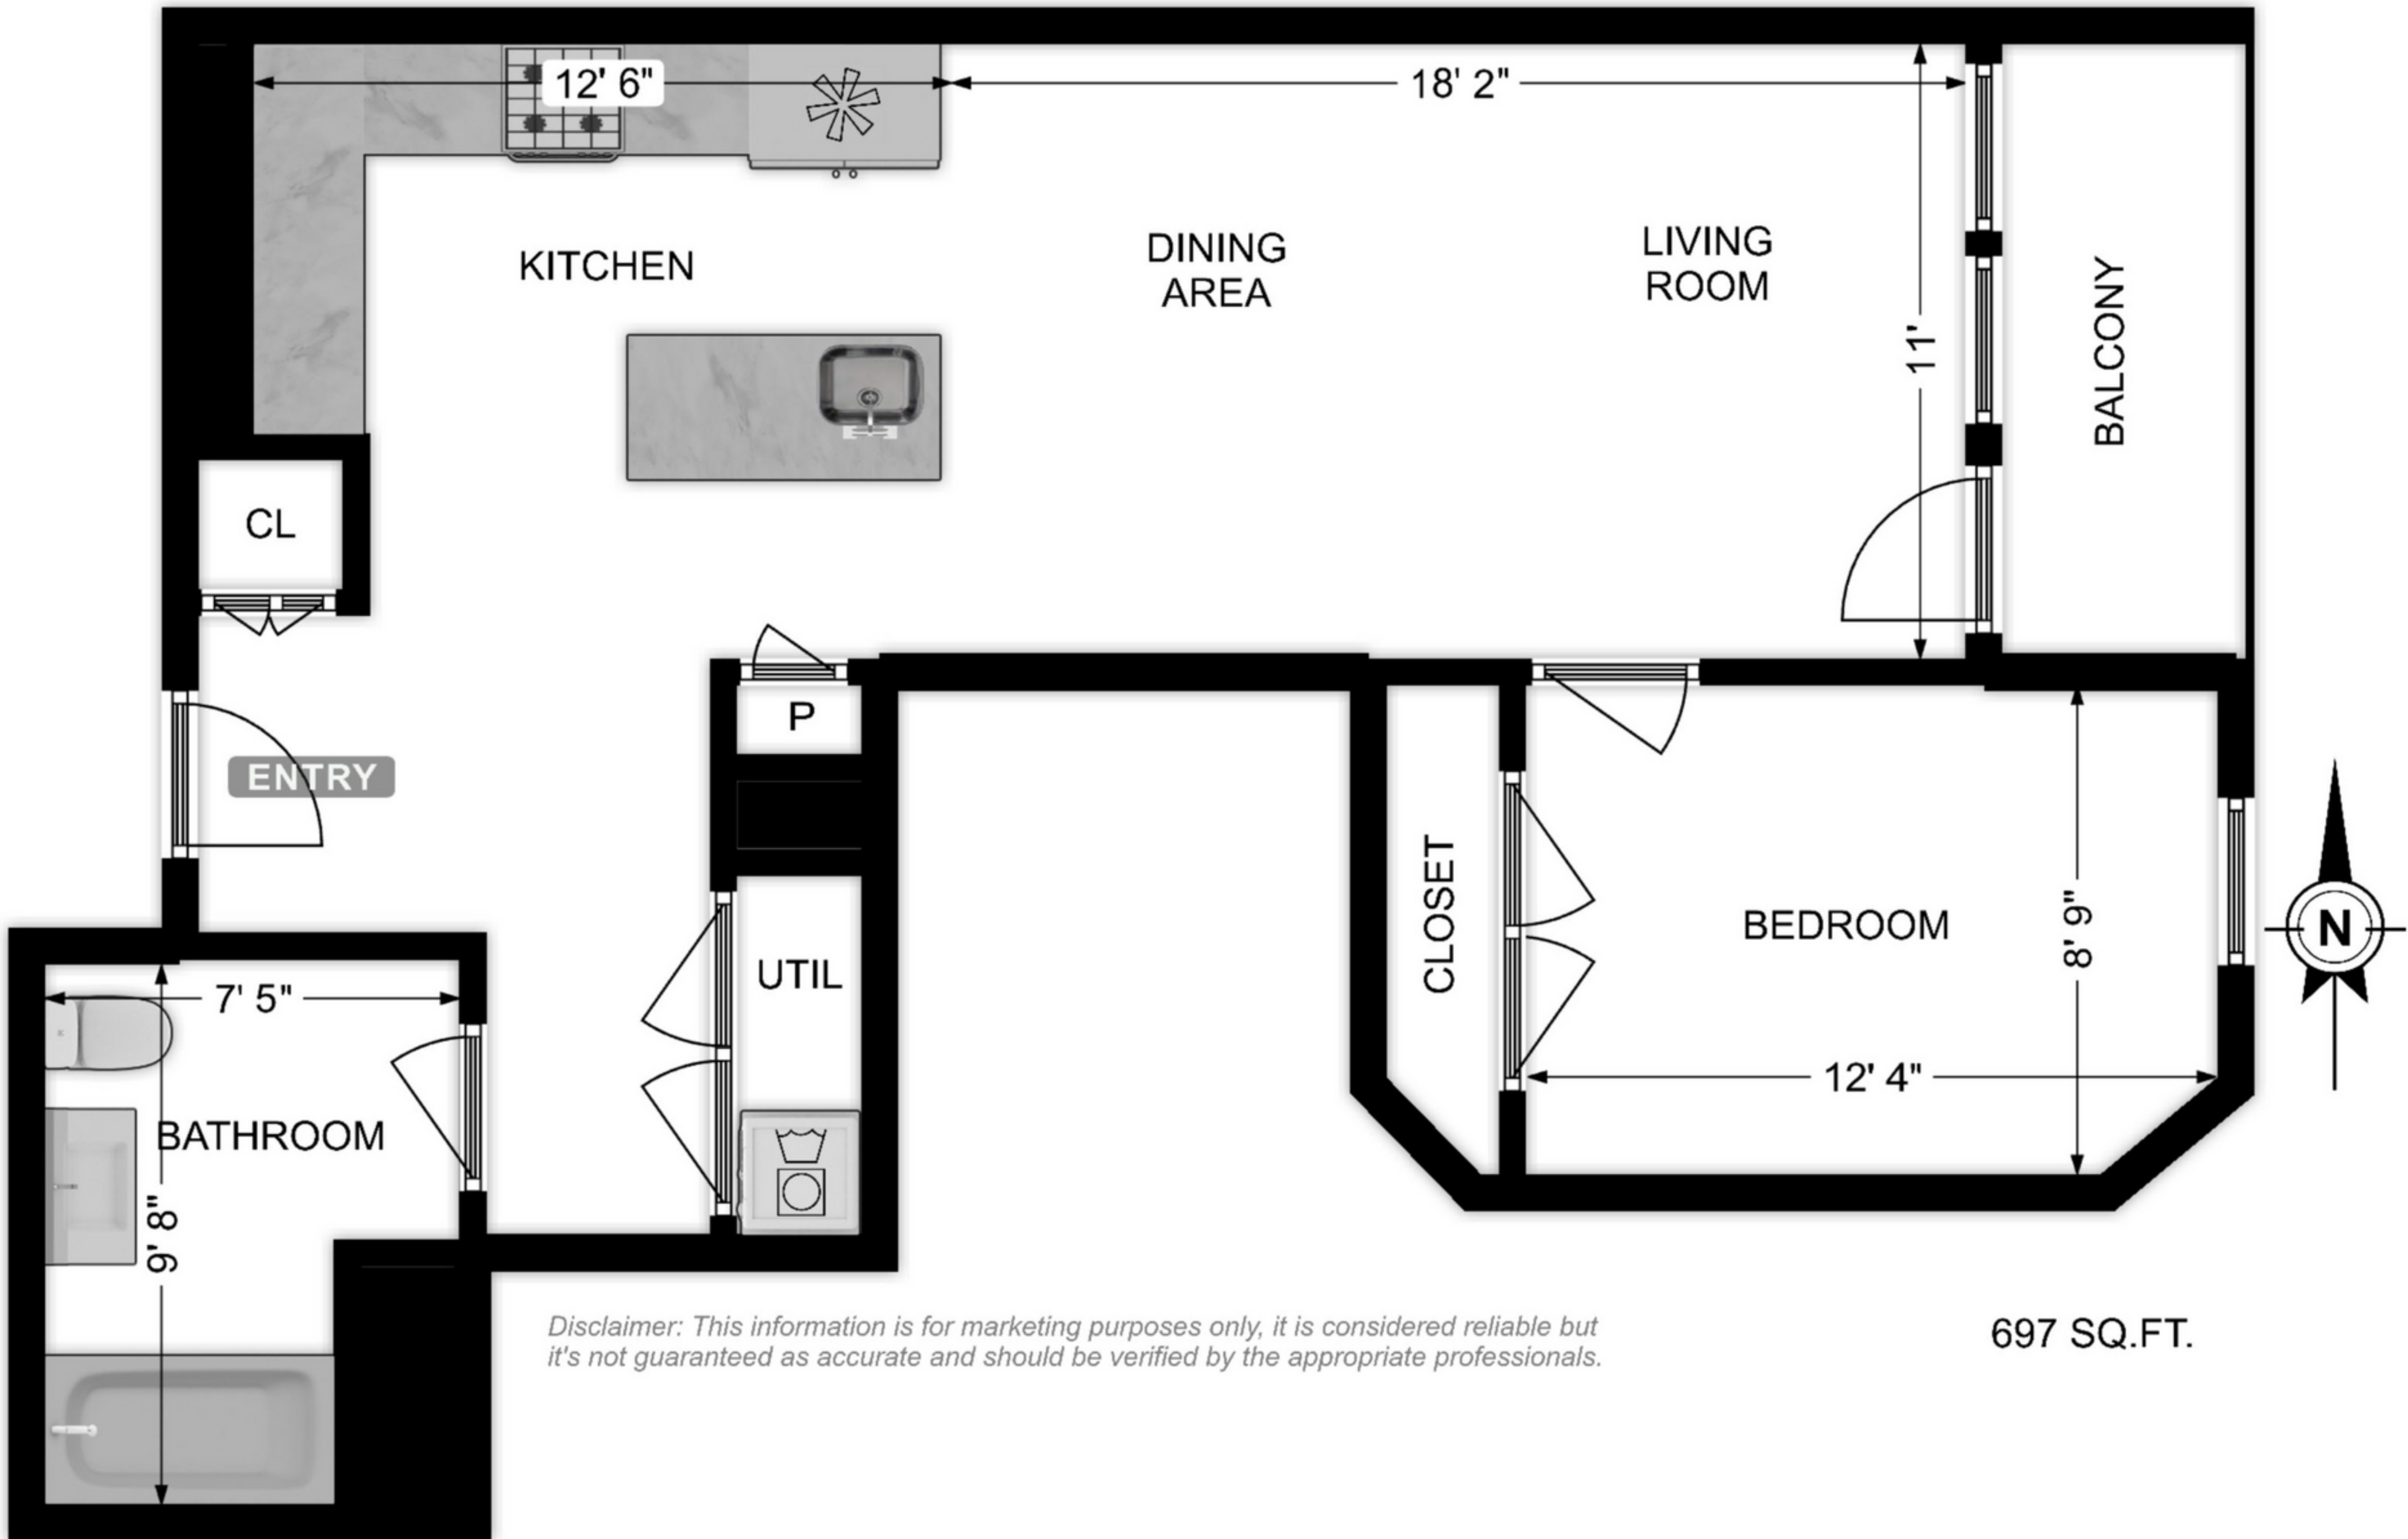 12' 6"
18' 2"
KITCHEN
DINING
AREA
LIVING
ROOM
11'
BALCONY
CL
P
ENTRY
UTIL
CLOSET
BEDROOM
8' 9"
N
7' 5"
12' 4"
BATHROOM
9' 8"
Disclaimer: This information is for marketing purposes only, it is considered reliable but
it's not guaranteed as accurate and should be verified by the appropriate professionals.
697 SQ.FT.